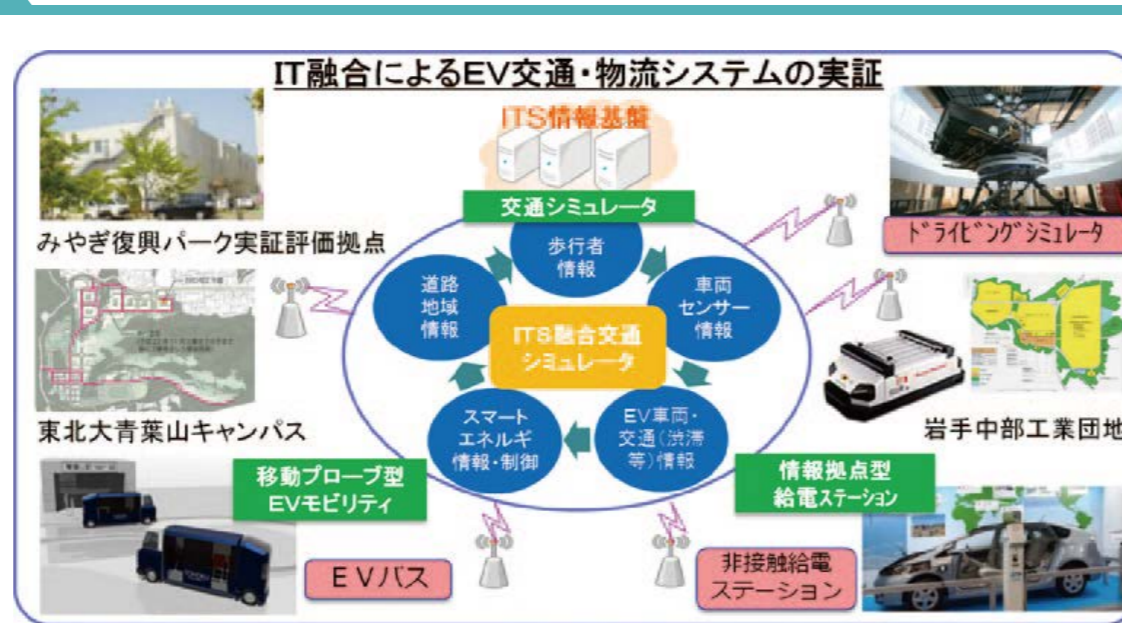 IT融合によるEV交通・物流システムの実証
ITS情報基盤
交通シミュレータ
みやぎ復興パーク実証評価拠点
ドライビングシミュレータ
歩行者
情報
道路
地域
情報
車両
センサー
情報
ITS融合交通
シミュレータ
東北大青葉山キャンパス
スマート
エネルギ
情報・制御
EV車両・
交通(渋滞
等)情報
岩手中部工業団地
移動プローブ型
EVモビリティ
情報拠点型
給電ステーション
EVバス
非接触給電
ステーション